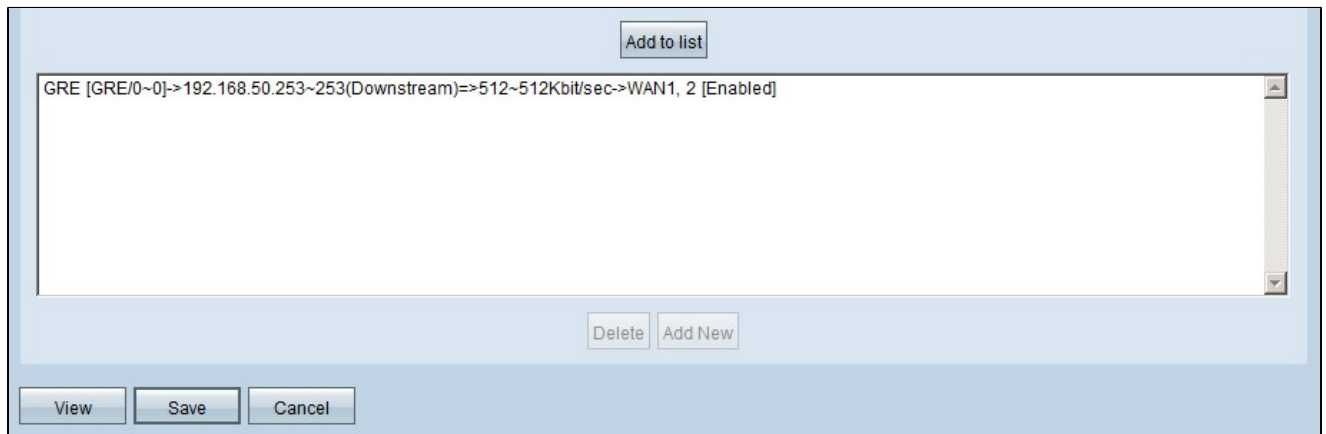 Add to list
GRE [GRE/0~0]->192.168.50.253~253(Downstream)=>512~512Kbit/sec->WAN1, 2 [Enabled]
Delete Add New
View Save Cancel